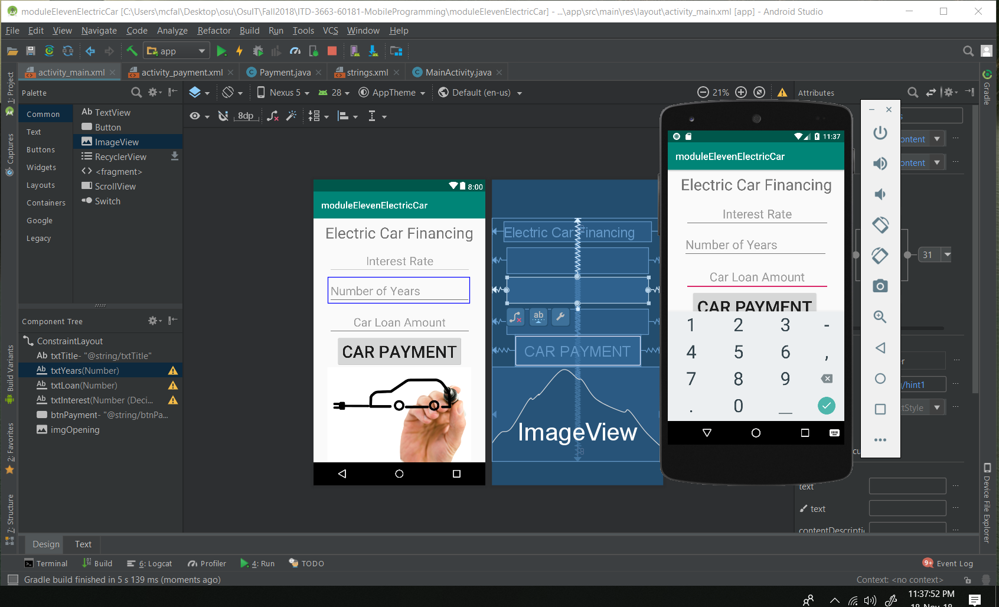 moduleElevenElectricCar [C:\Users\mcfal\Desktop\osu\OsuIT\Fall2018\ITD-3663-60181-MobileProgramming\moduleElevenElectricCar] - ...\app\src\main\res\layout\activity_main.xml [app] - Android Studio
File Edit View Navigate Code Analyze Refactor Build Run Tools VCS Window Help
app
activity_main.xml activity_payment.xml Payment.java strings.xml MainActivity.java
1: Project
Captures
Build Variants
2: Favorites
7: Structure
Palette
Common
Text
Buttons
Widgets
Layouts
Containers
Google
Legacy
Ab TextView
Button
ImageView
RecyclerView
<> <fragment>
ScrollView
Switch
Component Tree
ConstraintLayout
Ab txtTitle- "@string/txtTitle"
Ab txtYears(Number)
Ab txtLoan(Number)
Ab txtInterest(Number (Deci...
btnPayment- "@string/btnPa...
imgOpening
Nexus 5 28 AppTheme Default (en-us) 21%
8dp
8:00
moduleElevenElectricCar
Electric Car Financing
Interest Rate
Number of Years
Car Loan Amount
CAR PAYMENT
Electric Car Financing
ab
CAR PAYMENT
ImageView
8
11:37
moduleElevenElectricCar
Electric Car Financing
Interest Rate
Number of Years
Car Loan Amount
CAR PAYMENT
1 2 3 -
4 5 6 ,
7 8 9
. 0 _
Attributes
s
ontent
ontent
31
er
g/hint1
tStyle
cu
text
text
contentDescripti
Gradle
Device File Explorer
Design Text
Terminal Build 6: Logcat Profiler 4: Run TODO
9+ Event Log
Gradle build finished in 5 s 139 ms (moments ago)
Context: <no context>
11:37:52 PM
18-Nov-18